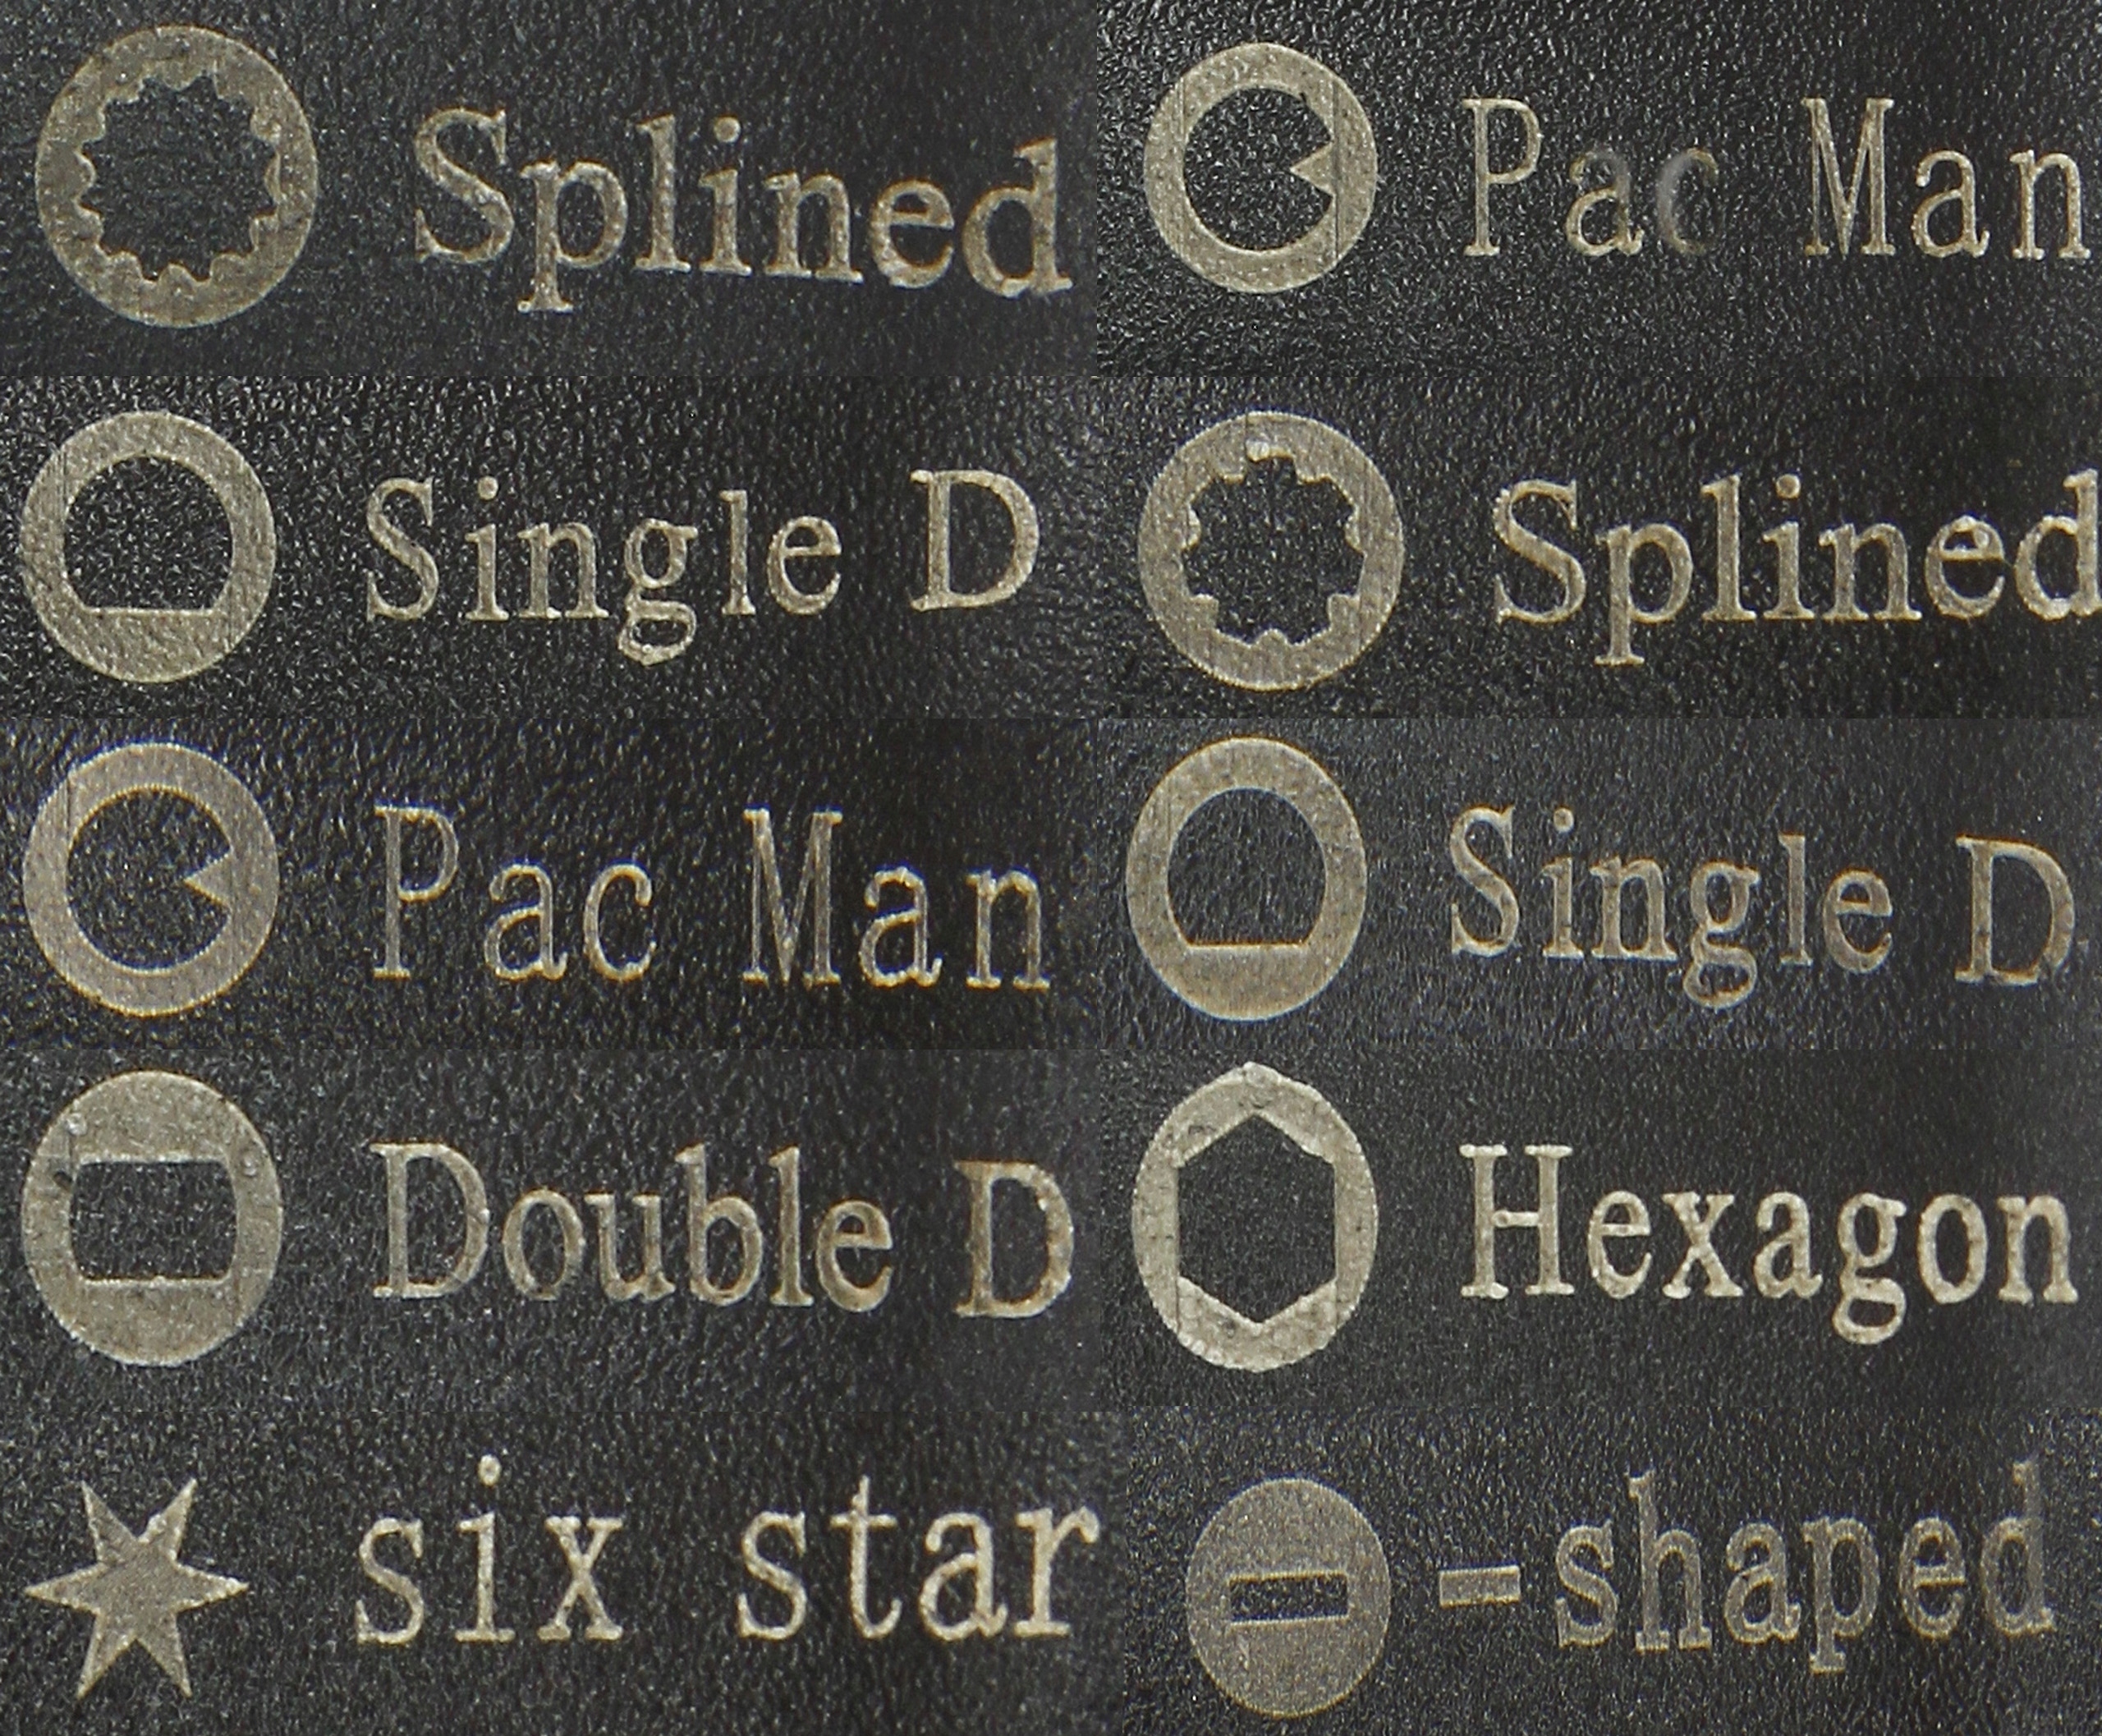 Splined
Pac Man
Single D
Splined
Pac Man
Single D
Double D
Hexagon
six star
-shaped